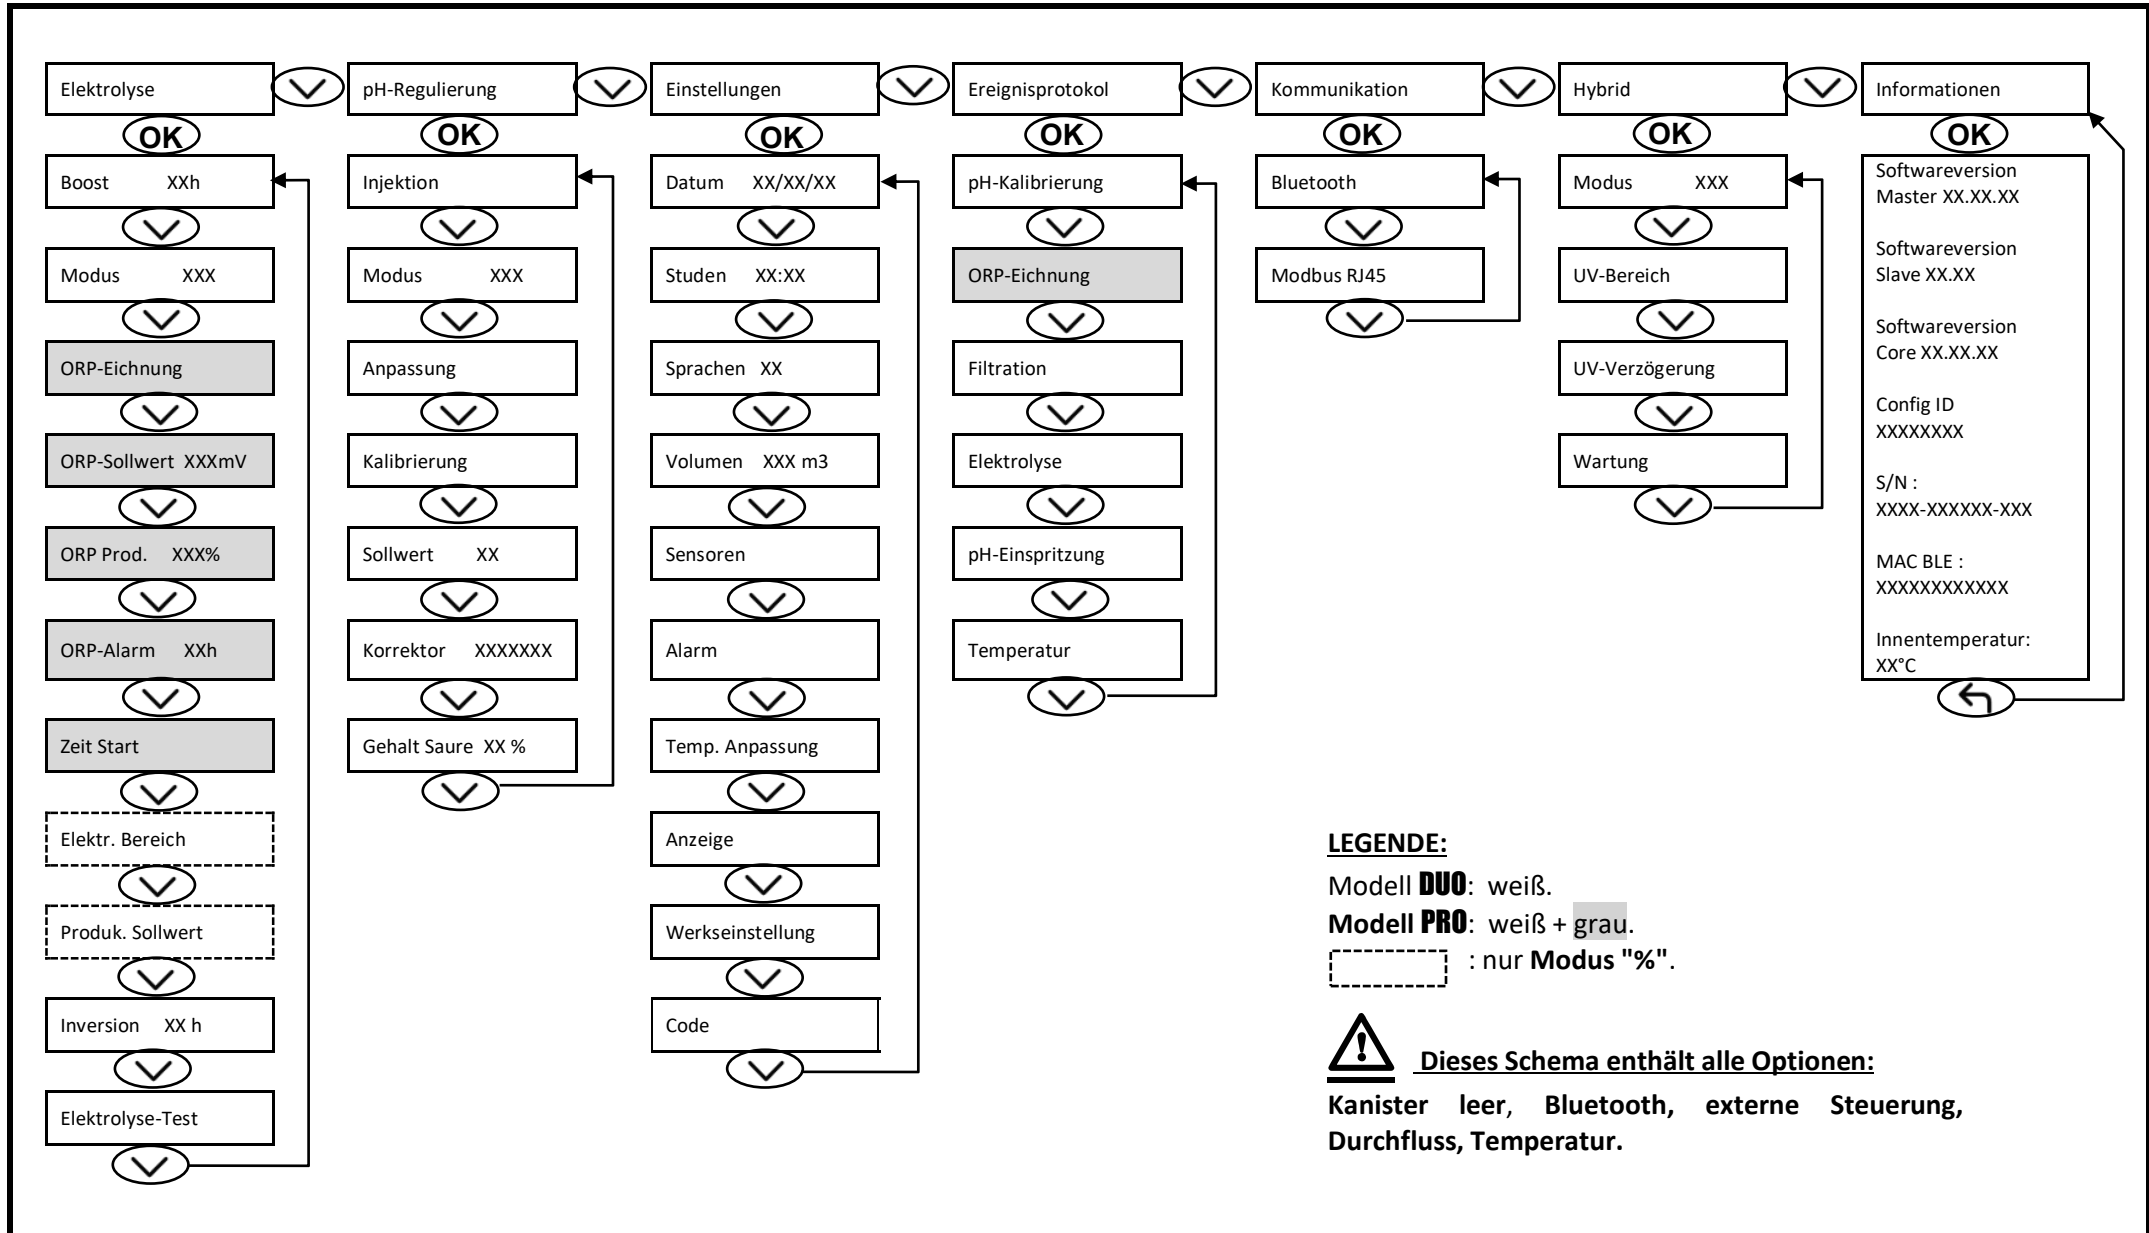 Elektrolyse
OK
Boost XXh
Modus XXX
ORP-Eichnung
ORP-Sollwert XXXmV
ORP Prod. XXX%
ORP-Alarm XXh
Zeit Start
Elektr. Bereich
Produk. Sollwert
Inversion XX h
Elektrolyse-Test
pH-Regulierung
OK
Injektion
Modus XXX
Anpassung
Kalibrierung
Sollwert XX
Korrektor XXXXXXX
Gehalt Saure XX %
Einstellungen
OK
Datum XX/XX/XX
Studen XX:XX
Sprachen XX
Volumen XXX m3
Sensoren
Alarm
Temp. Anpassung
Anzeige
Werkseinstellung
Code
Ereignisprotokol
OK
pH-Kalibrierung
ORP-Eichnung
Filtration
Elektrolyse
pH-Einspritzung
Temperatur
Kommunikation
OK
Bluetooth
Modbus RJ45
Hybrid
OK
Modus XXX
UV-Bereich
UV-Verzögerung
Wartung
Informationen
OK
Softwareversion
Master XX.XX.XX
Softwareversion
Slave XX.XX
Softwareversion
Core XX.XX.XX
Config ID
XXXXXXXX
S/N :
XXXX-XXXXXX-XXX
MAC BLE :
XXXXXXXXXXXX
Innentemperatur:
XX°C
LEGENDE:
Modell DUO: weiß.
Modell PRO: weiß + grau.
: nur Modus "%".
Dieses Schema enthält alle Optionen:
Kanister leer, Bluetooth, externe Steuerung,
Durchfluss, Temperatur.